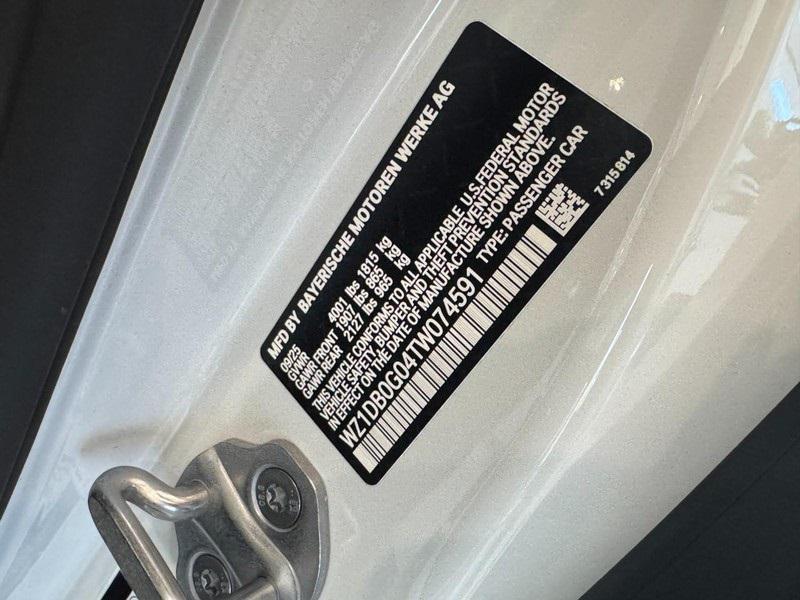 MFD BY BAYERISCHE MOTOREN WERKE AG
09/25
GVWR 4001 lbs 1815 kg
GAWR FRONT 1907 lbs 865 kg
GAWR REAR 2127 lbs 965 kg
THIS VEHICLE CONFORMS TO ALL APPLICABLE U.S. FEDERAL MOTOR
VEHICLE SAFETY, BUMPER AND THEFT PREVENTION STANDARDS
IN EFFECT ON THE DATE OF MANUFACTURE SHOWN ABOVE.
WZ1DB0G04TW074591 TYPE: PASSENGER CAR
7315814